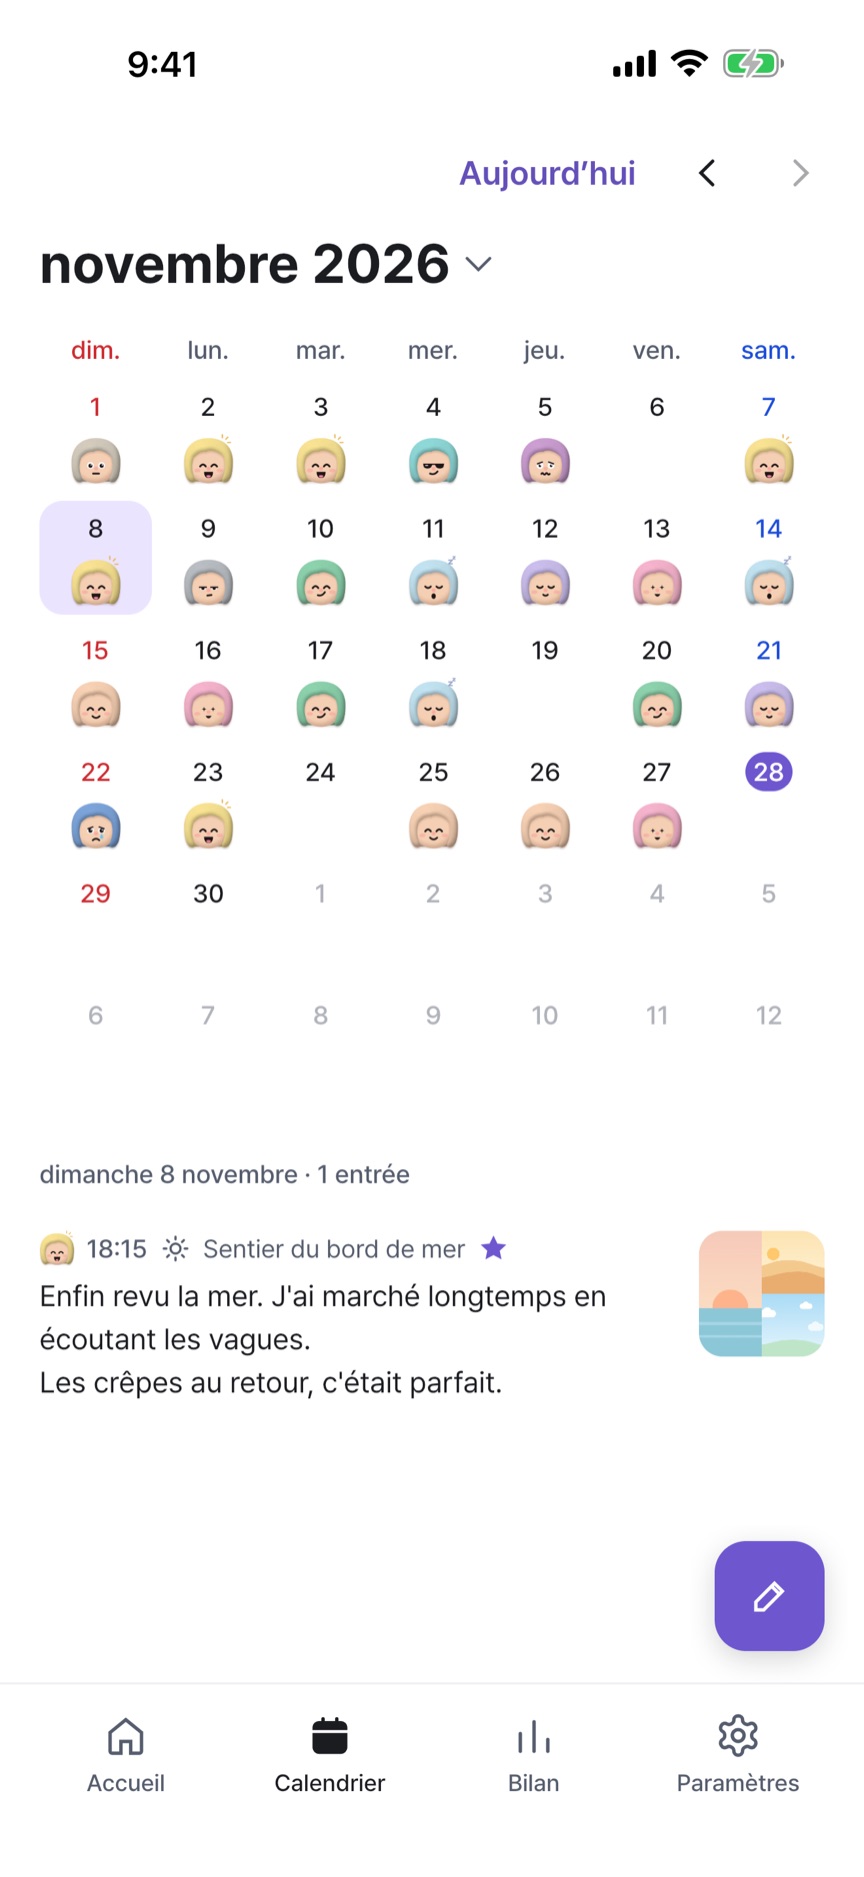 9:41
Aujourd’hui
novembre 2026
dim. lun. mar. mer. jeu. ven. sam.
1 2 3 4 5 6 7
8 9 10 11 12 13 14
15 16 17 18 19 20 21
22 23 24 25 26 27 28
29 30 1 2 3 4 5
6 7 8 9 10 11 12
dimanche 8 novembre · 1 entrée
18:15 Sentier du bord de mer
Enfin revu la mer. J'ai marché longtemps en
écoutant les vagues.
Les crêpes au retour, c'était parfait.
Accueil Calendrier Bilan Paramètres